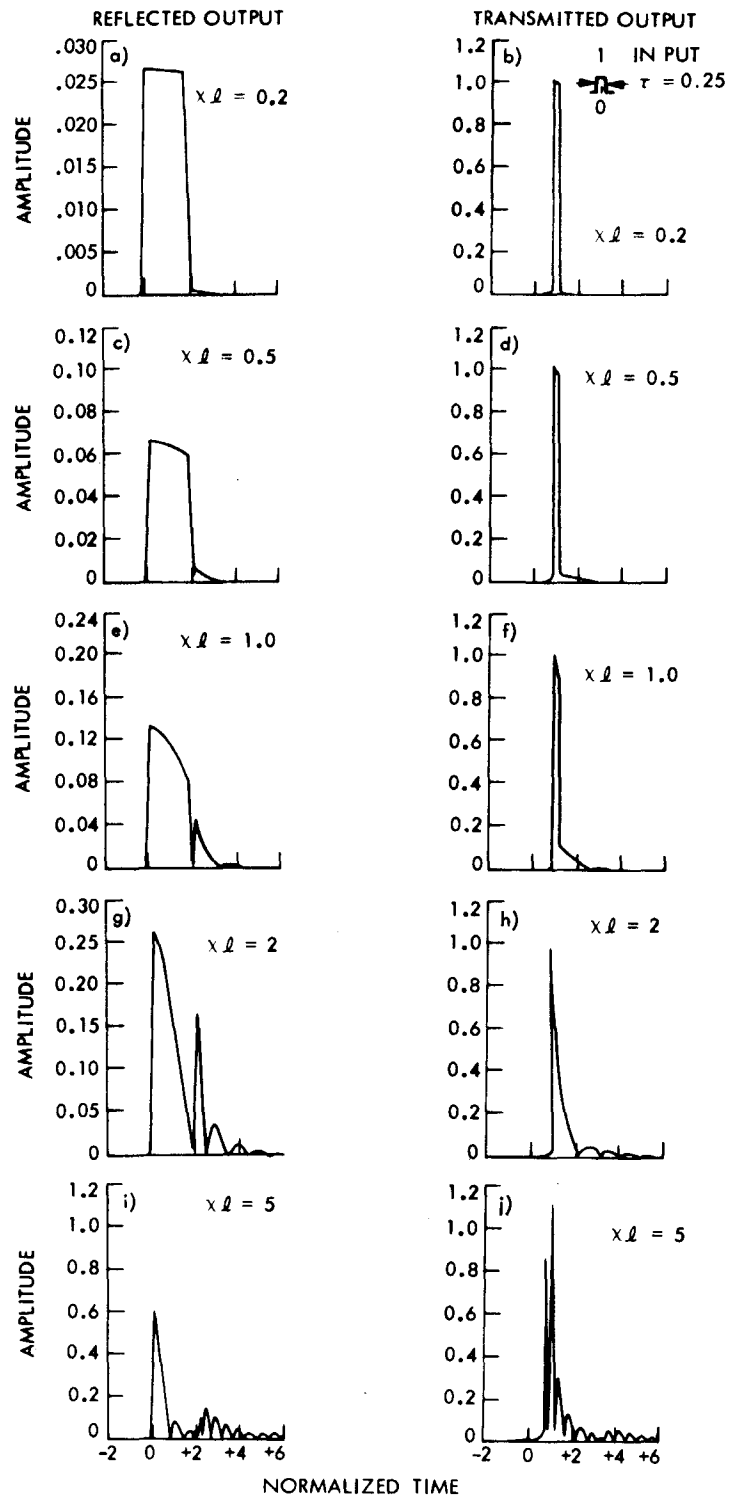 REFLECTED OUTPUT
TRANSMITTED OUTPUT
a)
.030
.025
.020
.015
.010
.005
0
AMPLITUDE
χℓ = 0.2
b)
1.2
1.0
0.8
0.6
0.4
0.2
0
1 IN PUT
τ = 0.25
0
χℓ = 0.2
c)
0.12
0.10
0.08
0.06
0.04
0.02
0
AMPLITUDE
χℓ = 0.5
d)
1.2
1.0
0.8
0.6
0.4
0.2
0
χℓ = 0.5
e)
0.24
0.20
0.16
0.12
0.08
0.04
0
AMPLITUDE
χℓ = 1.0
f)
1.2
1.0
0.8
0.6
0.4
0.2
0
χℓ = 1.0
g)
0.30
0.25
0.20
0.15
0.10
0.05
0
AMPLITUDE
χℓ = 2
h)
1.2
1.0
0.8
0.6
0.4
0.2
0
χℓ = 2
i)
1.2
1.0
0.8
0.6
0.4
0.2
0
AMPLITUDE
χℓ = 5
-2 0 +2 +4 +6
j)
1.2
1.0
0.8
0.6
0.4
0.2
0
χℓ = 5
-2 0 +2 +4 +6
NORMALIZED TIME